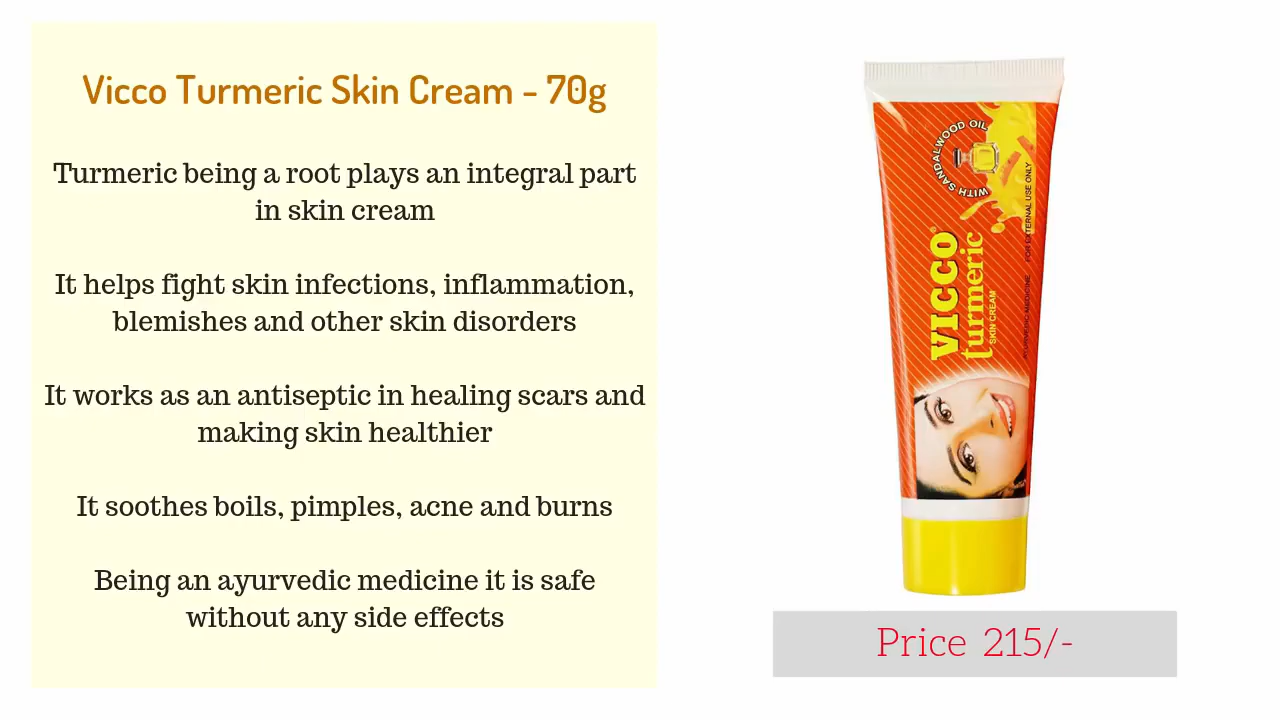 Vicco Turmeric Skin Cream - 70g
Turmeric being a root plays an integral part
in skin cream
It helps fight skin infections, inflammation,
blemishes and other skin disorders
It works as an antiseptic in healing scars and
making skin healthier
It soothes boils, pimples, acne and burns
Being an ayurvedic medicine it is safe
without any side effects
WITH SANDALWOOD OIL
VICCO®
turmeric
SKIN CREAM
AYURVEDIC MEDICINE FOR EXTERNAL USE ONLY
Price 215/-